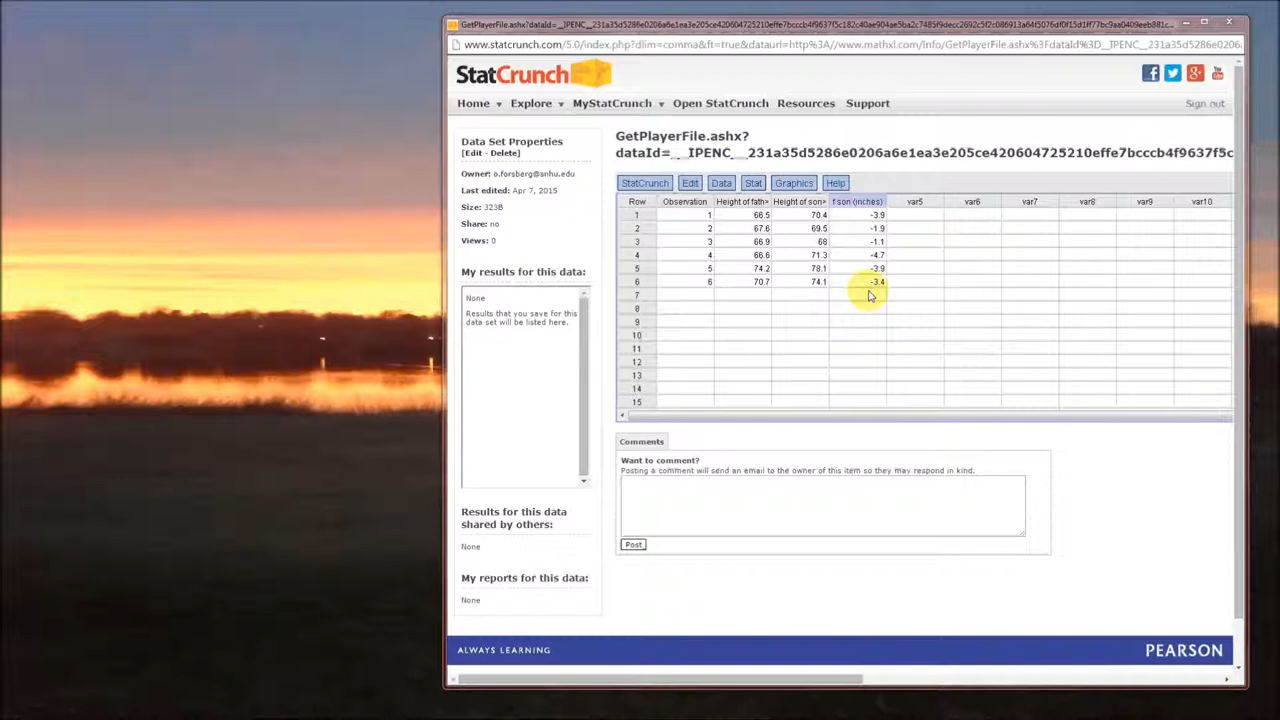 GetPlayerFile.ashx?dataId=__IPENC__231a35d5286e0206a6e1ea3e205ce420604725210effe7bcccb4f9637f5c182c40ae904ae5ba2c7485f9decc2692c5f2c086913a64f5076df0f15d1ff77bc9aa0409eeb881c...
www.statcrunch.com/5.0/index.php?dlim=comma&ft=true&dataurl=http%3A//www.mathxl.com/Info/GetPlayerFile.ashx%3FdataId%3D__IPENC__231a35d5286e0206a
StatCrunch
Home Explore MyStatCrunch Open StatCrunch Resources Support Sign out
Data Set Properties
[Edit - Delete]
Owner: o.forsberg@snhu.edu
Last edited: Apr 7, 2015
Size: 323B
Share: no
Views: 0
My results for this data:
None
Results that you save for this
data set will be listed here.
Results for this data
shared by others:
None
My reports for this data:
None
GetPlayerFile.ashx?
dataId=__IPENC__231a35d5286e0206a6e1ea3e205ce420604725210effe7bcccb4f9637f5c
StatCrunch Edit Data Stat Graphics Help
Row Observation Height of fath> Height of son> f son (inches) var5 var6 var7 var8 var9 var10
1 1 66.5 70.4 -3.9
2 2 67.6 69.5 -1.9
3 3 66.9 68 -1.1
4 4 66.6 71.3 -4.7
5 5 74.2 78.1 -3.9
6 6 70.7 74.1 -3.4
7
8
9
10
11
12
13
14
15
Comments
Want to comment?
Posting a comment will send an email to the owner of this item so they may respond in kind.
Post
ALWAYS LEARNING PEARSON